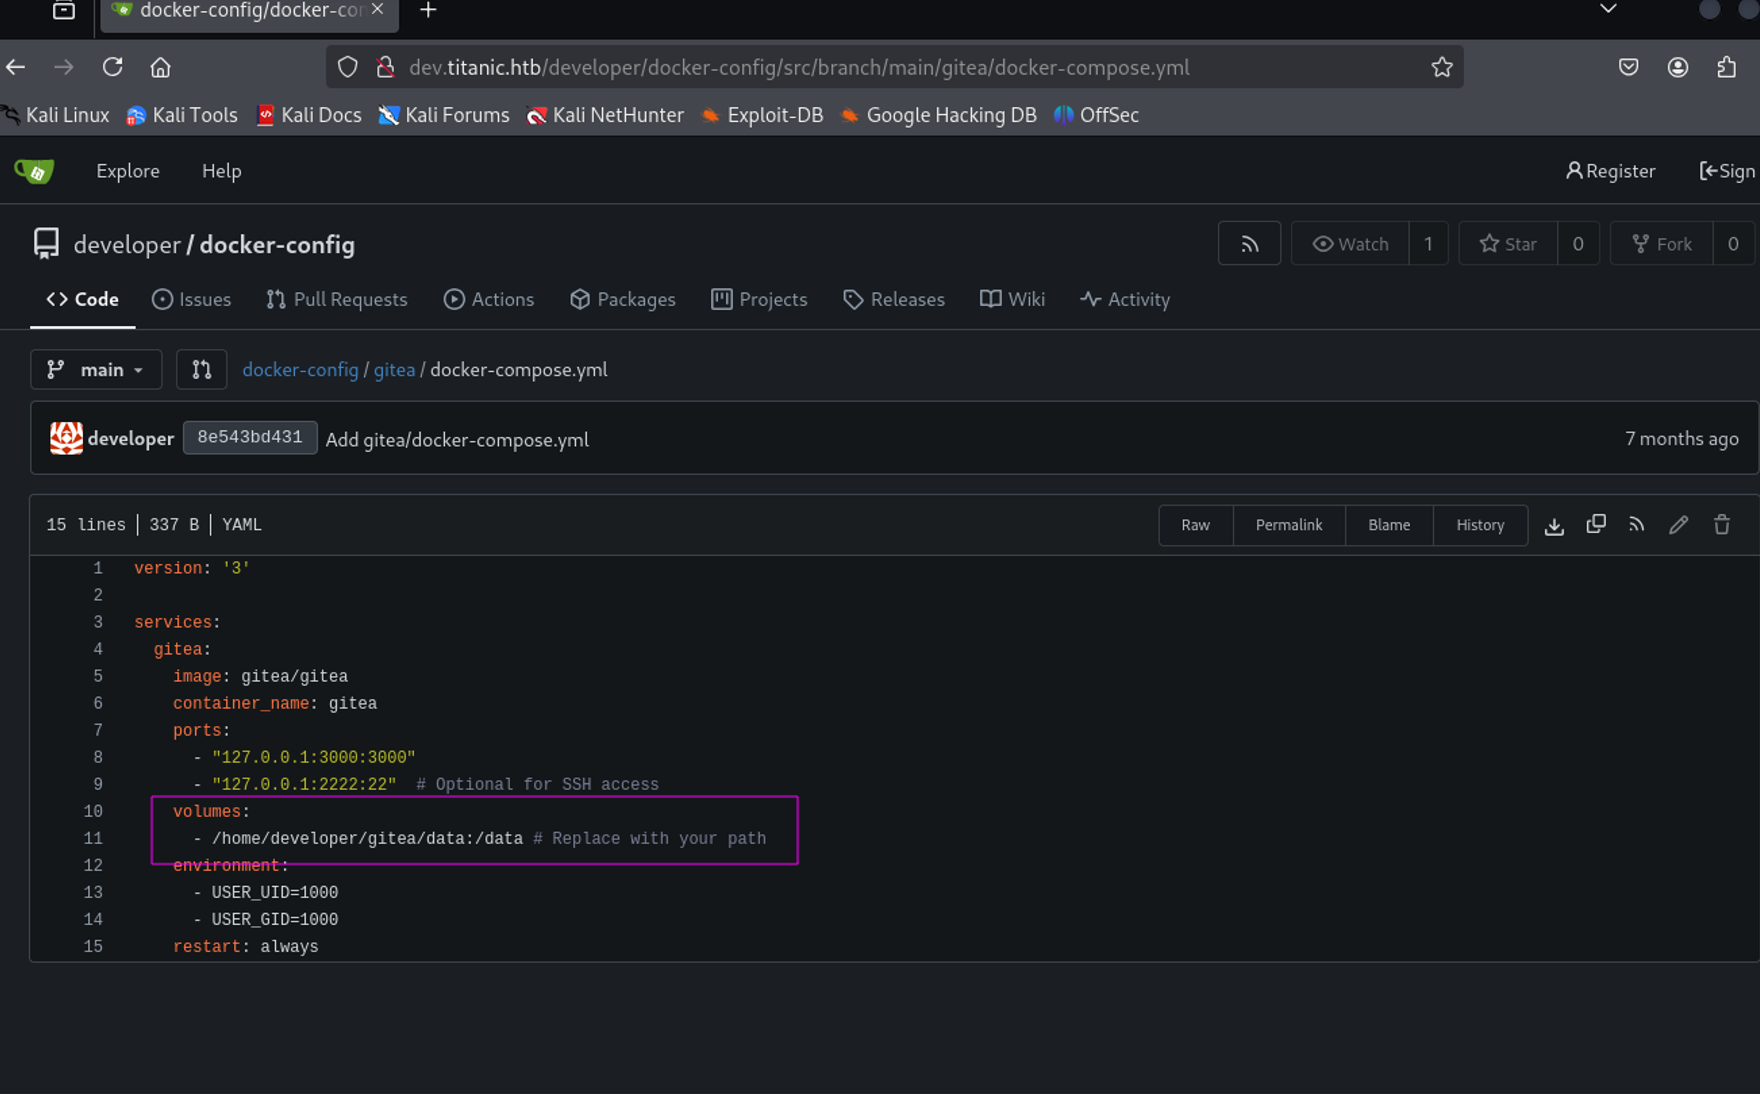 docker-config/docker-con
dev.titanic.htb/developer/docker-config/src/branch/main/gitea/docker-compose.yml
Kali Linux Kali Tools Kali Docs Kali Forums Kali NetHunter Exploit-DB Google Hacking DB OffSec
Explore Help Register Sign
developer / docker-config Watch 1 Star 0 Fork 0
Code Issues Pull Requests Actions Packages Projects Releases Wiki Activity
main docker-config / gitea / docker-compose.yml
developer 8e543bd431 Add gitea/docker-compose.yml 7 months ago
15 lines | 337 B | YAML Raw Permalink Blame History
1 version: '3'
2
3 services:
4   gitea:
5     image: gitea/gitea
6     container_name: gitea
7     ports:
8       - "127.0.0.1:3000:3000"
9       - "127.0.0.1:2222:22"  # Optional for SSH access
10     volumes:
11       - /home/developer/gitea/data:/data # Replace with your path
12     environment:
13       - USER_UID=1000
14       - USER_GID=1000
15     restart: always